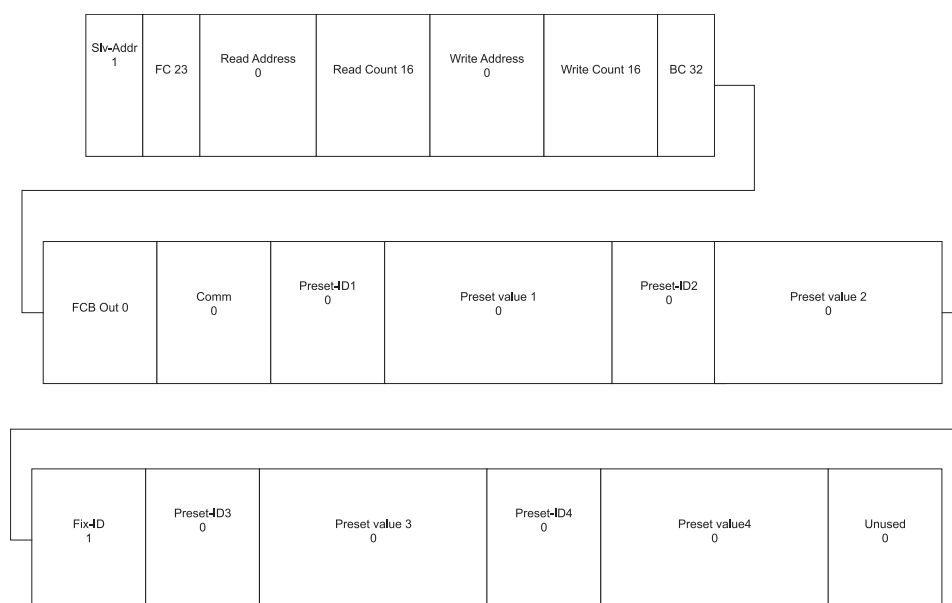 Slv-Addr
1
FC 23
Read Address
0
Read Count 16
Write Address
0
Write Count 16
BC 32
FCB Out 0
Comm
0
Preset-ID1
0
Preset value 1
0
Preset-ID2
0
Preset value 2
0
Fix-ID
1
Preset-ID3
0
Preset value 3
0
Preset-ID4
0
Preset value4
0
Unused
0